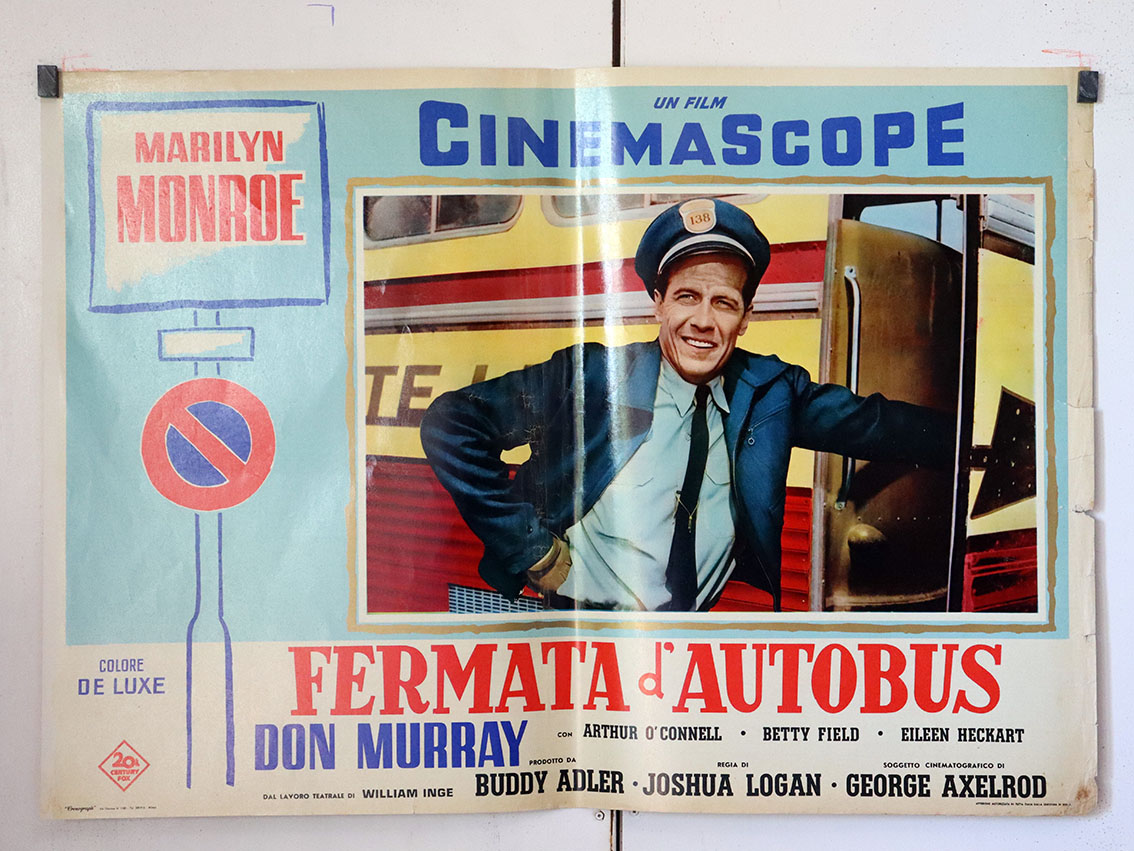 MARILYN
MONROE
UN FILM
CINEMASCOPE
138
TE
COLORE
DE LUXE
FERMATA d'AUTOBUS
DON MURRAY
CON ARTHUR O'CONNELL • BETTY FIELD • EILEEN HECKART
PRODOTTO DA
BUDDY ADLER •
REGIA DI
JOSHUA LOGAN •
SOGGETTO CINEMATOGRAFICO DI
GEORGE AXELROD
DAL LAVORO TEATRALE DI WILLIAM INGE
20th
CENTURY
FOX